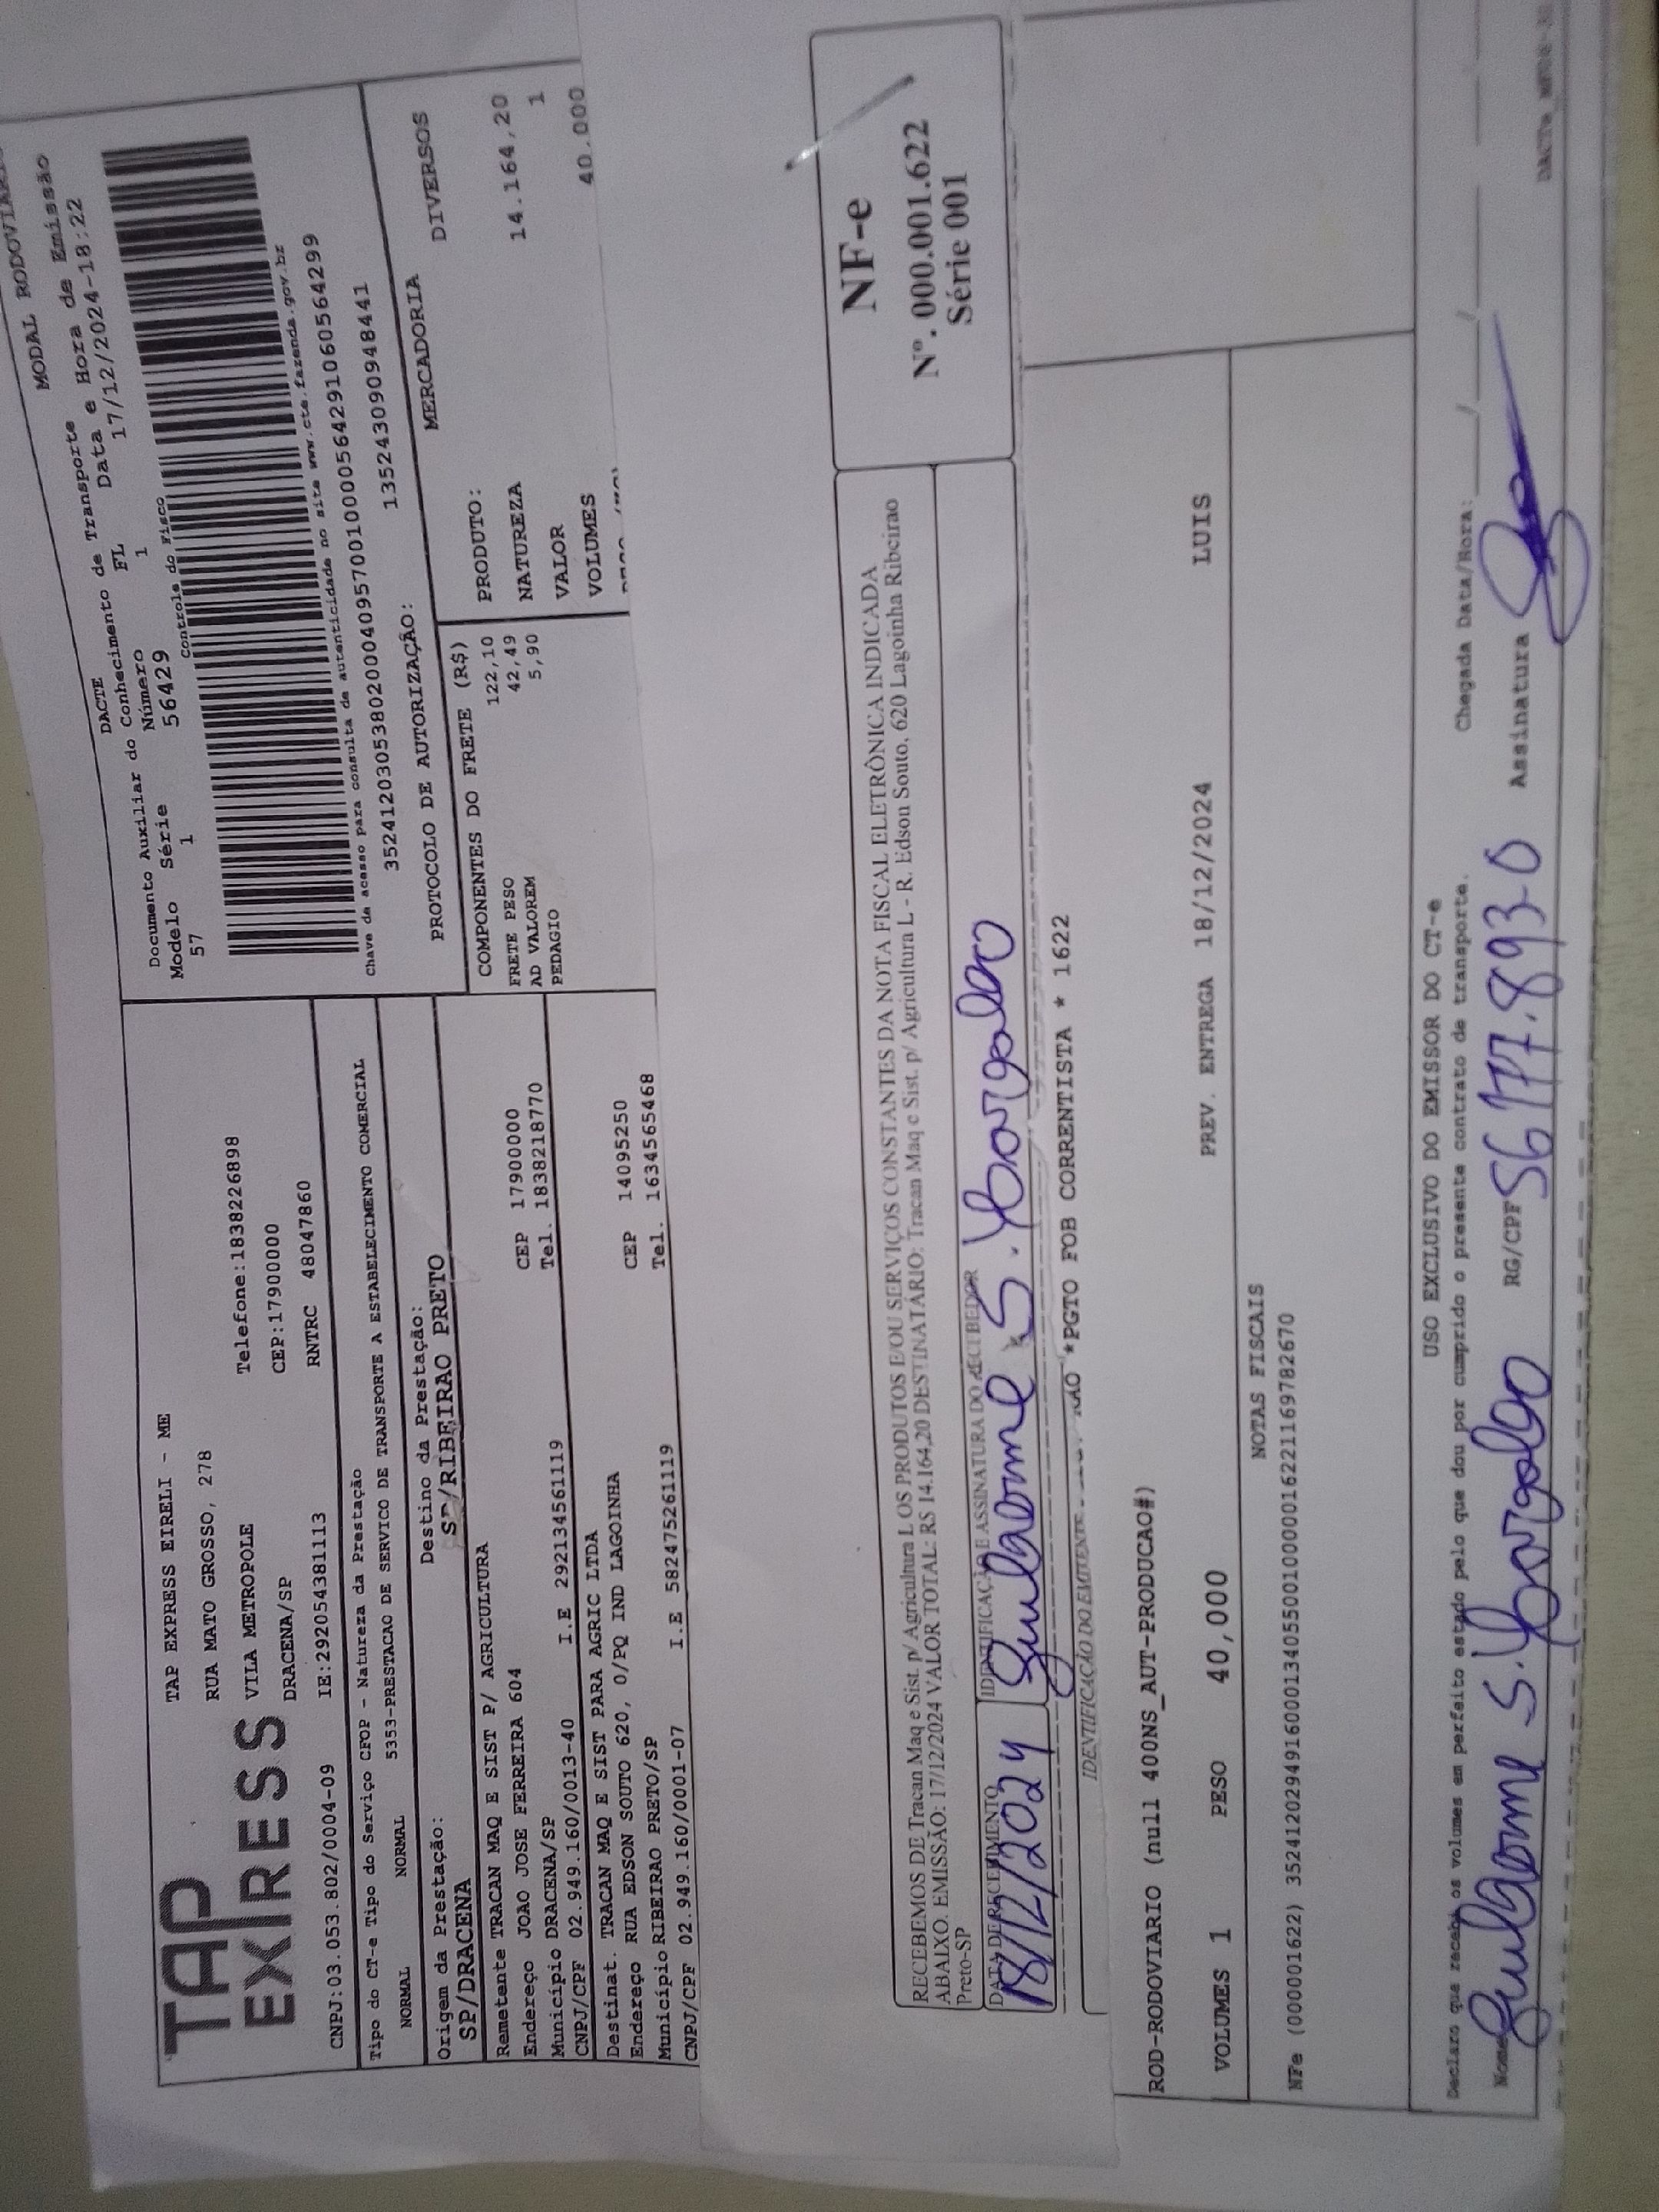 MODAL RODOVIÁRIO
TAP
EXPRESS
TAP EXPRESS EIRELI - ME
RUA MATO GROSSO, 278
VILA METROPOLE Telefone:1838226898
DRACENA/SP CEP:17900000
CNPJ:03.053.802/0004-09 IE:292054381113 RNTRC 48047860
DACTE
Documento Auxiliar do Conhecimento de Transporte
Modelo Série Número FL Data e Hora de Emissão
57 1 56429 1 17/12/2024-18:22
Controle do Fisco
Chave de acesso para consulta de autenticidade no site www.cte.fazenda.gov.br
35241203053802000409570010000564291060564299
PROTOCOLO DE AUTORIZAÇÃO: 135243090948441
Tipo do CT-e Tipo do Serviço CFOP - Natureza da Prestação
NORMAL NORMAL 5353-PRESTACAO DE SERVICO DE TRANSPORTE A ESTABELECIMENTO COMERCIAL
Origem da Prestação: Destino da Prestação:
SP/DRACENA SP/RIBEIRAO PRETO
Remetente TRACAN MAQ E SIST P/ AGRICULTURA
Endereço JOAO JOSE FERREIRA 604 CEP 17900000
Município DRACENA/SP Tel. 1838218770
CNPJ/CPF 02.949.160/0013-40 I.E 292134561119
Destinat. TRACAN MAQ E SIST PARA AGRIC LTDA
Endereço RUA EDSON SOUTO 620, 0/PQ IND LAGOINHA CEP 14095250
Município RIBEIRAO PRETO/SP Tel. 1634565468
CNPJ/CPF 02.949.160/0001-07 I.E 582475261119
COMPONENTES DO FRETE (R$)
FRETE PESO 122,10
AD VALOREM 42,49
PEDAGIO 5,90
MERCADORIA
PRODUTO: DIVERSOS
NATUREZA
VALOR 14.164,20
VOLUMES 1
40.000
RECEBEMOS DE Tracan Maq e Sist. p/ Agricultura L OS PRODUTOS E/OU SERVIÇOS CONSTANTES DA NOTA FISCAL ELETRÔNICA INDICADA
ABAIXO. EMISSÃO: 17/12/2024 VALOR TOTAL: R$ 14.164,20 DESTINATÁRIO: Tracan Maq e Sist. p/ Agricultura L - R. Edson Souto, 620 Lagoinha Ribeirao
Preto-SP
NF-e
Nº. 000.001.622
Série 001
DATA DE RECEBIMENTO IDENTIFICAÇÃO E ASSINATURA DO RECEBEDOR
18/12/2024 Guilherme S. Borgaldo
IDENTIFICAÇÃO DO EMITENTE
*PGTO FOB CORRENTISTA * 1622
ROD-RODOVIARIO (null 400NS_AUT-PRODUCAO#)
VOLUMES 1 PESO 40,000 PREV. ENTREGA 18/12/2024 LUIS
NOTAS FISCAIS
NFe (000001622) 35241202949160001340550010000016221169782670
USO EXCLUSIVO DO EMISSOR DO CT-e
Declaro que recebi os volumes em perfeito estado pelo que dou por cumprido o presente contrato de transporte. Chegada Data/Hora: ____/____/____
Nome Guilherme S. Borgaldo RG/CPF 56.177.893-0 Assinatura